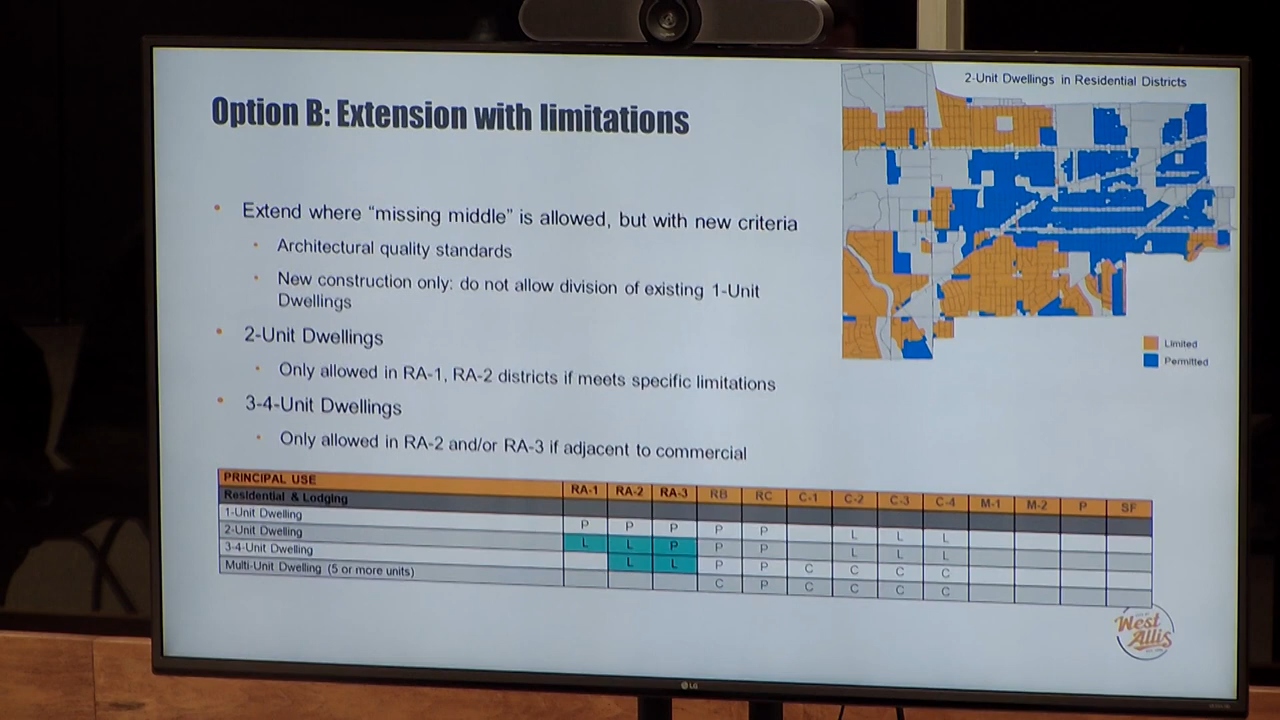 2-Unit Dwellings in Residential Districts
Option B: Extension with limitations
• Extend where “missing middle” is allowed, but with new criteria
• Architectural quality standards
• New construction only: do not allow division of existing 1-Unit
Dwellings
• 2-Unit Dwellings
• Only allowed in RA-1, RA-2 districts if meets specific limitations
• 3-4-Unit Dwellings
• Only allowed in RA-2 and/or RA-3 if adjacent to commercial
Limited
Permitted
PRINCIPAL USE RA-1 RA-2 RA-3 RB RC C-1 C-2 C-3 C-4 M-1 M-2 P SF
Residential & Lodging
1-Unit Dwelling P P P P P L L L
2-Unit Dwelling L L P P P L L L
3-4-Unit Dwelling L L P P C C C C
Multi-Unit Dwelling (5 or more units) C P C C C C
West
Allis
LG